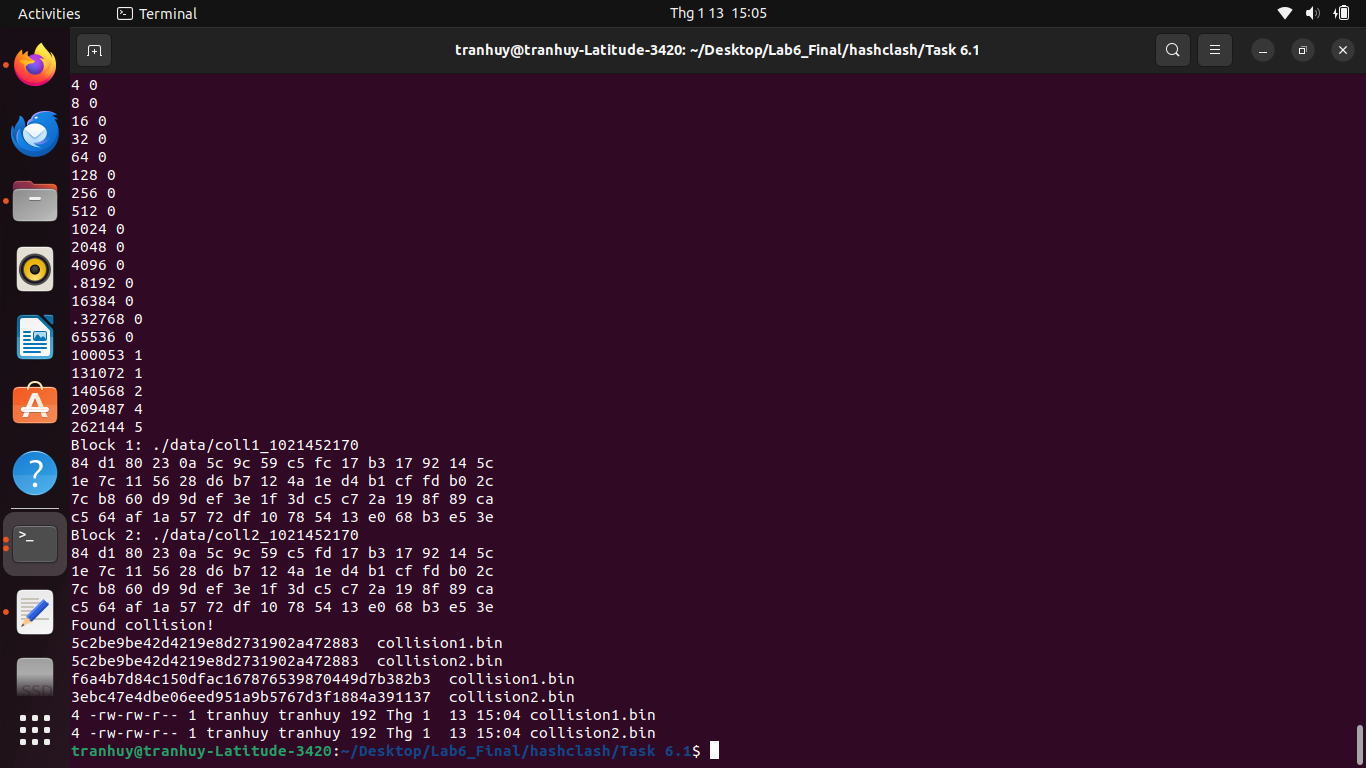 Activities Terminal Thg 1 13 15:05
tranhuy@tranhuy-Latitude-3420: ~/Desktop/Lab6_Final/hashclash/Task 6.1
4 0
8 0
16 0
32 0
64 0
128 0
256 0
512 0
1024 0
2048 0
4096 0
.8192 0
16384 0
.32768 0
65536 0
100053 1
131072 1
140568 2
209487 4
262144 5
Block 1: ./data/coll1_1021452170
84 d1 80 23 0a 5c 9c 59 c5 fc 17 b3 17 92 14 5c
1e 7c 11 56 28 d6 b7 12 4a 1e d4 b1 cf fd b0 2c
7c b8 60 d9 9d ef 3e 1f 3d c5 c7 2a 19 8f 89 ca
c5 64 af 1a 57 72 df 10 78 54 13 e0 68 b3 e5 3e
Block 2: ./data/coll2_1021452170
84 d1 80 23 0a 5c 9c 59 c5 fd 17 b3 17 92 14 5c
1e 7c 11 56 28 d6 b7 12 4a 1e d4 b1 cf fd b0 2c
7c b8 60 d9 9d ef 3e 1f 3d c5 c7 2a 19 8f 89 ca
c5 64 af 1a 57 72 df 10 78 54 13 e0 68 b3 e5 3e
Found collision!
5c2be9be42d4219e8d2731902a472883  collision1.bin
5c2be9be42d4219e8d2731902a472883  collision2.bin
f6a4b7d84c150dfac167876539870449d7b382b3  collision1.bin
3ebc47e4dbe06eed951a9b5767d3f1884a391137  collision2.bin
4 -rw-rw-r-- 1 tranhuy tranhuy 192 Thg 1  13 15:04 collision1.bin
4 -rw-rw-r-- 1 tranhuy tranhuy 192 Thg 1  13 15:04 collision2.bin
tranhuy@tranhuy-Latitude-3420:~/Desktop/Lab6_Final/hashclash/Task 6.1$
SSD